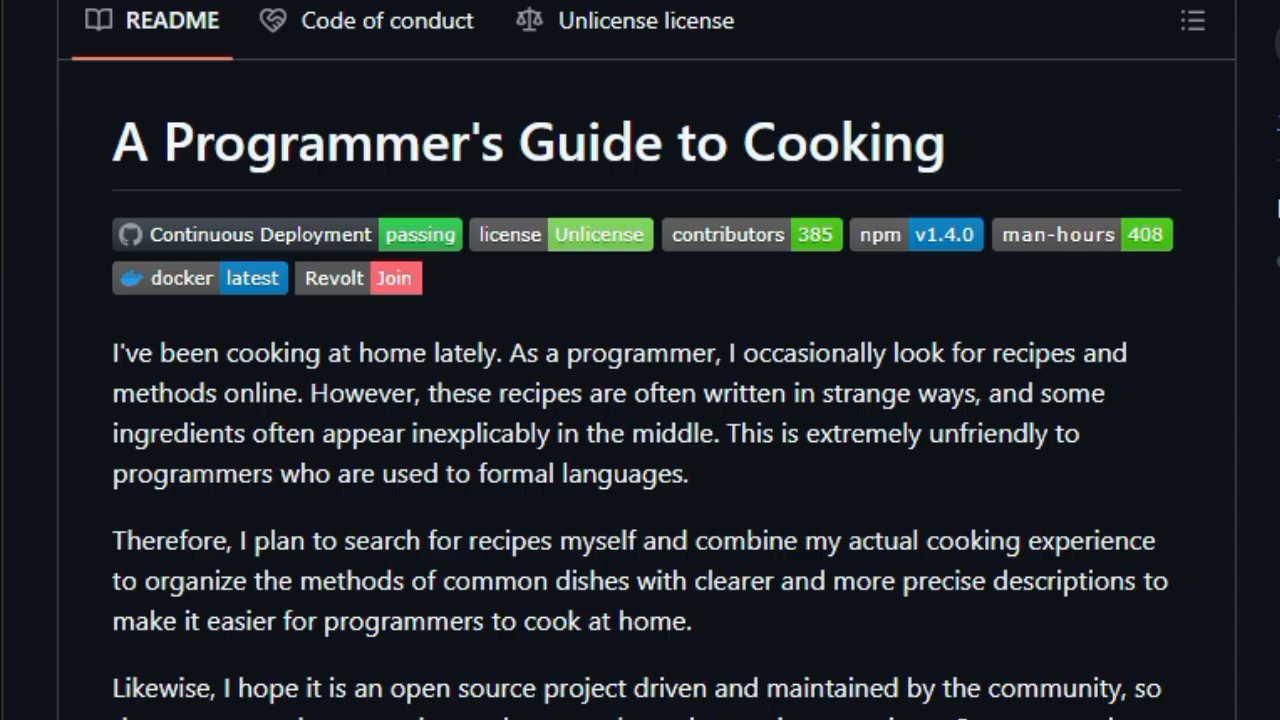 README Code of conduct Unlicense license
A Programmer's Guide to Cooking
Continuous Deployment passing license Unlicense contributors 385 npm v1.4.0 man-hours 408
docker latest Revolt Join
I've been cooking at home lately. As a programmer, I occasionally look for recipes and
methods online. However, these recipes are often written in strange ways, and some
ingredients often appear inexplicably in the middle. This is extremely unfriendly to
programmers who are used to formal languages.
Therefore, I plan to search for recipes myself and combine my actual cooking experience
to organize the methods of common dishes with clearer and more precise descriptions to
make it easier for programmers to cook at home.
Likewise, I hope it is an open source project driven and maintained by the community, so